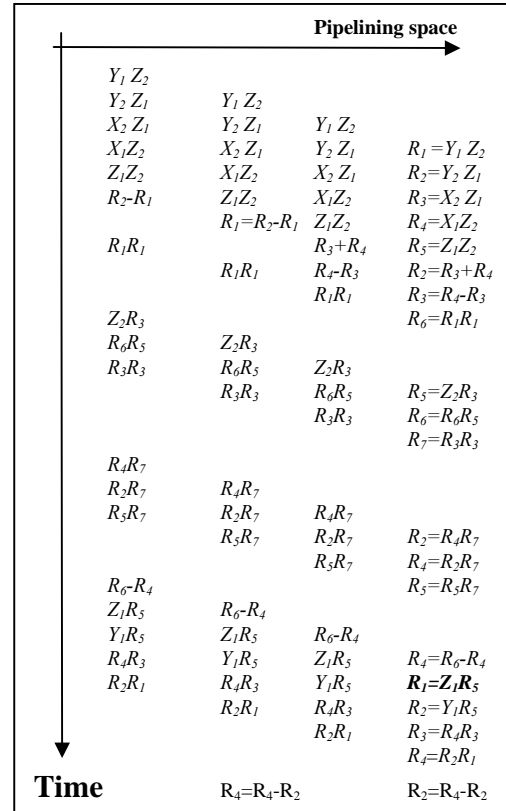 Pipelining space
Y₁ Z₂
Y₂ Z₁ Y₁ Z₂
X₂ Z₁ Y₂ Z₁ Y₁ Z₂
X₁Z₂ X₂ Z₁ Y₂ Z₁ R₁ =Y₁ Z₂
Z₁Z₂ X₁Z₂ X₂ Z₁ R₂=Y₂ Z₁
R₂-R₁ Z₁Z₂ X₁Z₂ R₃=X₂ Z₁
R₁=R₂-R₁ Z₁Z₂ R₄=X₁Z₂
R₁R₁ R₃+R₄ R₅=Z₁Z₂
R₁R₁ R₄-R₃ R₂=R₃+R₄
R₁R₁ R₃=R₄-R₃
Z₂R₃ R₆=R₁R₁
R₆R₅ Z₂R₃
R₃R₃ R₆R₅ Z₂R₃
R₃R₃ R₆R₅ R₅=Z₂R₃
R₃R₃ R₆=R₆R₅
R₇=R₃R₃
R₄R₇
R₂R₇ R₄R₇
R₅R₇ R₂R₇ R₄R₇
R₅R₇ R₂R₇ R₂=R₄R₇
R₅R₇ R₄=R₂R₇
R₅=R₅R₇
R₆-R₄
Z₁R₅ R₆-R₄
Y₁R₅ Z₁R₅ R₆-R₄
R₄R₃ Y₁R₅ Z₁R₅ R₄=R₆-R₄
R₂R₁ R₄R₃ Y₁R₅ R₁=Z₁R₅
R₂R₁ R₄R₃ R₂=Y₁R₅
R₂R₁ R₃=R₄R₃
R₄=R₂R₁
Time R₄=R₄-R₂ R₂=R₄-R₂